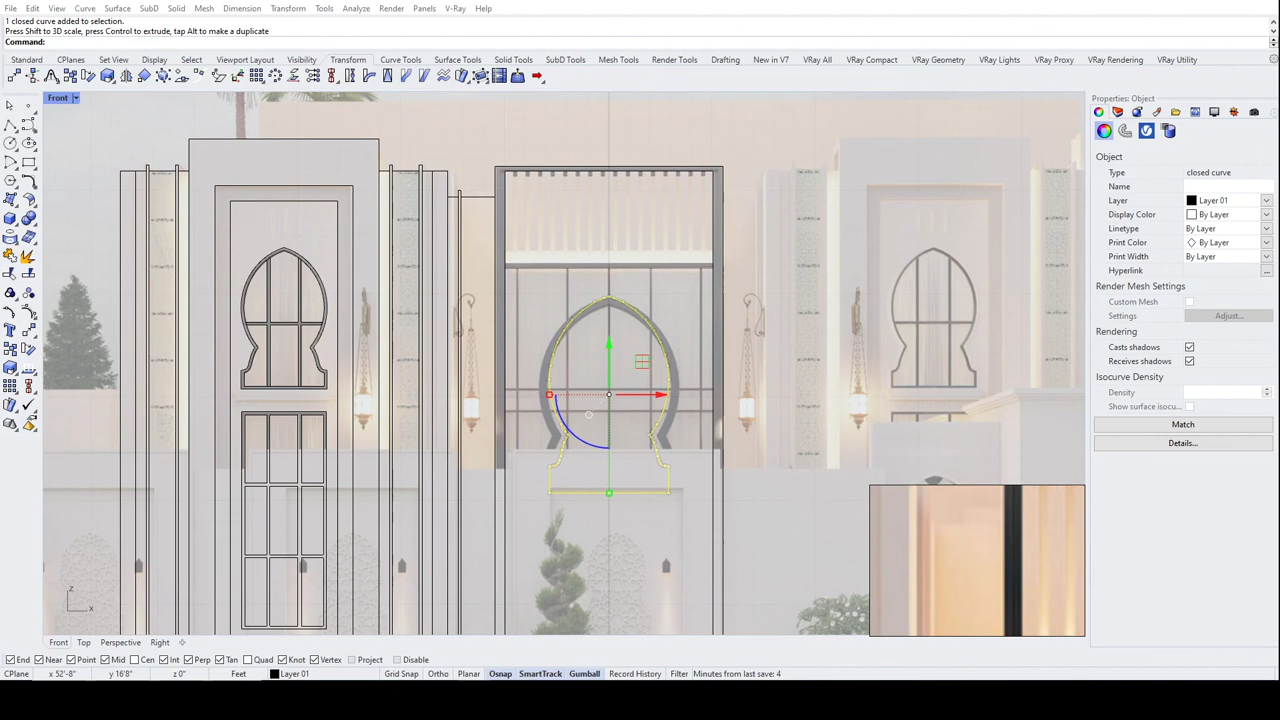 File Edit View Curve Surface SubD Solid Mesh Dimension Transform Tools Analyze Render Panels V-Ray Help
1 closed curve added to selection.
Press Shift to 3D scale, press Control to extrude, tap Alt to make a duplicate
Command:
Standard CPlanes Set View Display Select Viewport Layout Visibility Transform Curve Tools Surface Tools Solid Tools SubD Tools Mesh Tools Render Tools Drafting New in V7 VRay All VRay Compact VRay Geometry VRay Lights VRay Proxy VRay Rendering VRay Utility
Front
Properties: Object
Object
Type closed curve
Name
Layer Layer 01
Display Color By Layer
Linetype By Layer
Print Color By Layer
Print Width By Layer
Hyperlink ...
Render Mesh Settings
Custom Mesh
Settings Adjust...
Rendering
Casts shadows
Receives shadows
Isocurve Density
Density
Show surface isocu...
Match
Details...
z
x
Front Top Perspective Right
End Near Point Mid Cen Int Perp Tan Quad Knot Vertex Project Disable
CPlane x 52'-8" y 16'8" z 0" Feet Layer 01 Grid Snap Ortho Planar Osnap SmartTrack Gumball Record History Filter Minutes from last save: 4